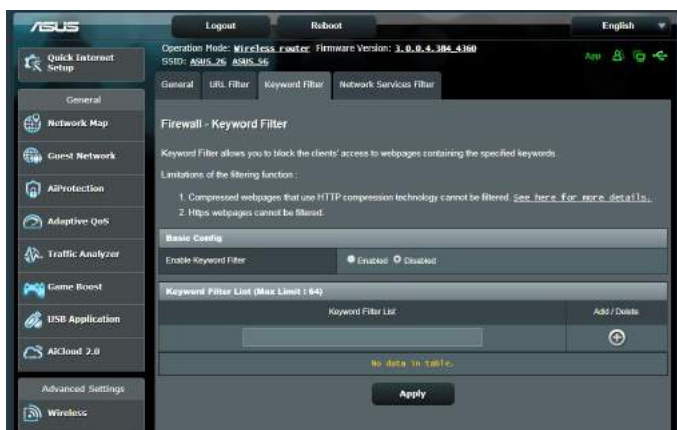 ASUS
Logout
Reboot
English
Quick Internet Setup
Operation Mode: Wireless router Firmware Version: 3.0.0.4.384_4360
SSID: ASUS_26 ASUS_56
App
General
URL Filter
Keyword Filter
Network Services Filter
General
Network Map
Guest Network
AiProtection
Adaptive QoS
Traffic Analyzer
Game Boost
USB Application
AiCloud 2.0
Advanced Settings
Wireless
Firewall - Keyword Filter
Keyword Filter allows you to block the clients' access to webpages containing the specified keywords.
Limitations of the filtering function :
1. Compressed webpages that use HTTP compression technology cannot be filtered. See here for more details.
2. Https webpages cannot be filtered.
Basic Config
Enable Keyword Filter
Enabled
Disabled
Keyword Filter List (Max Limit : 64)
Keyword Filter List
Add / Delete
No data in table.
Apply